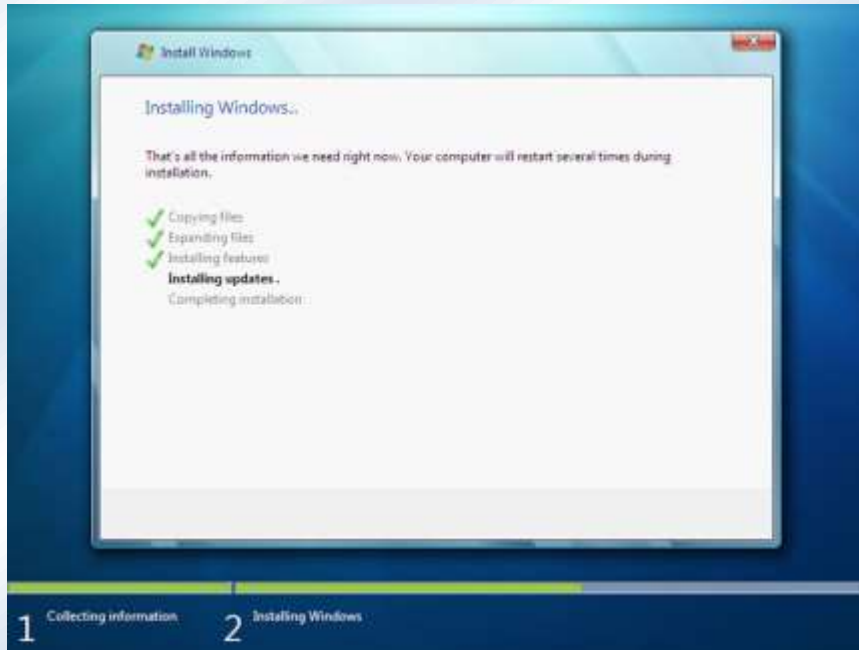 Install Windows
Installing Windows..
That's all the information we need right now. Your computer will restart several times during
installation.
Copying files
Expanding files
Installing features
Installing updates.
Completing installation
1 Collecting information 2 Installing Windows